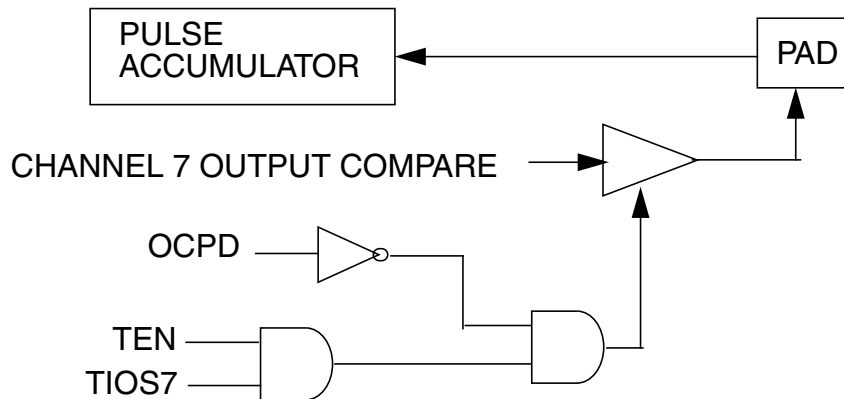 PULSE
ACCUMULATOR
PAD
CHANNEL 7 OUTPUT COMPARE
OCPD
TEN
TIOS7